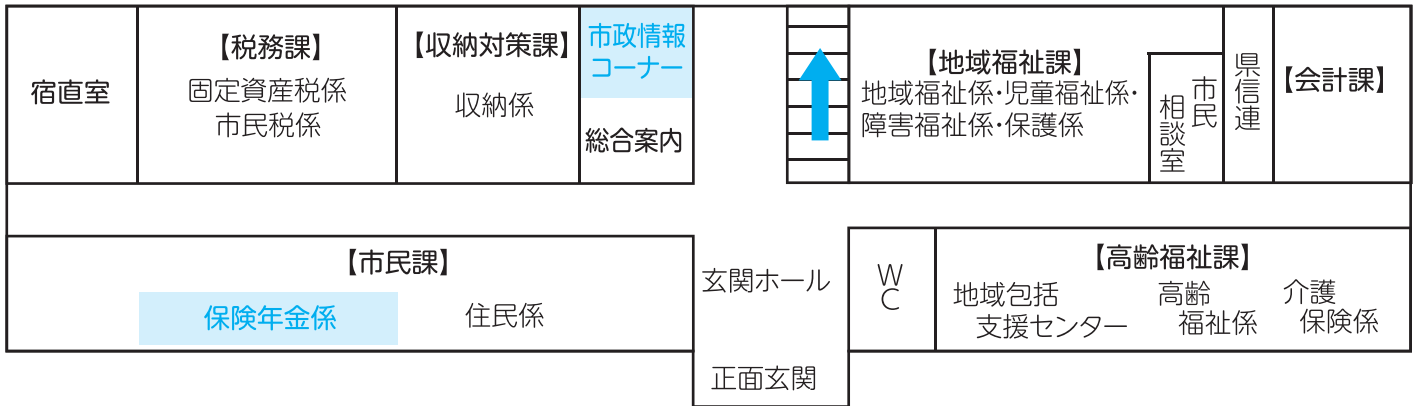 宿直室
【税務課】
固定資産税係
市民税係
【収納対策課】
収納係
市政情報
コーナー
総合案内
【地域福祉課】
地域福祉係・児童福祉係・
障害福祉係・保護係
市民
相談室
県信連
【会計課】
【市民課】
保険年金係
住民係
玄関ホール
正面玄関
WC
【高齢福祉課】
地域包括
支援センター
高齢
福祉係
介護
保険係